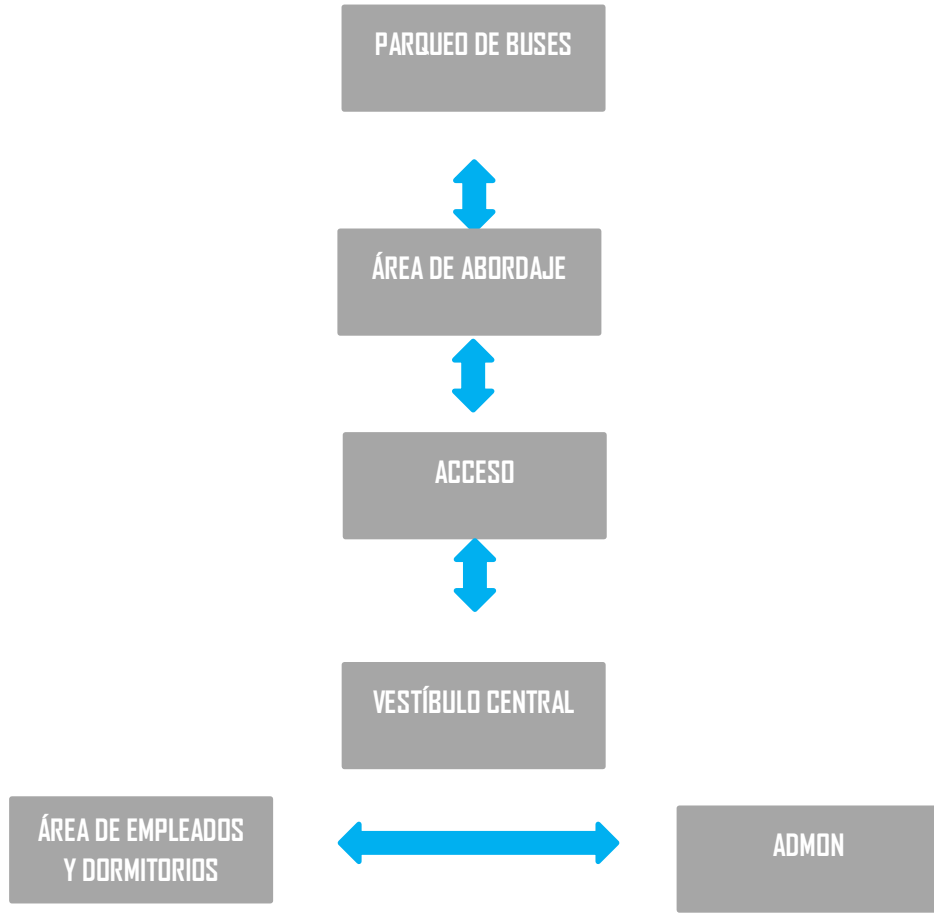 PARQUEO DE BUSES
ÁREA DE ABORDAJE
ACCESO
VESTÍBULO CENTRAL
ÁREA DE EMPLEADOS
Y DORMITORIOS
ADMON